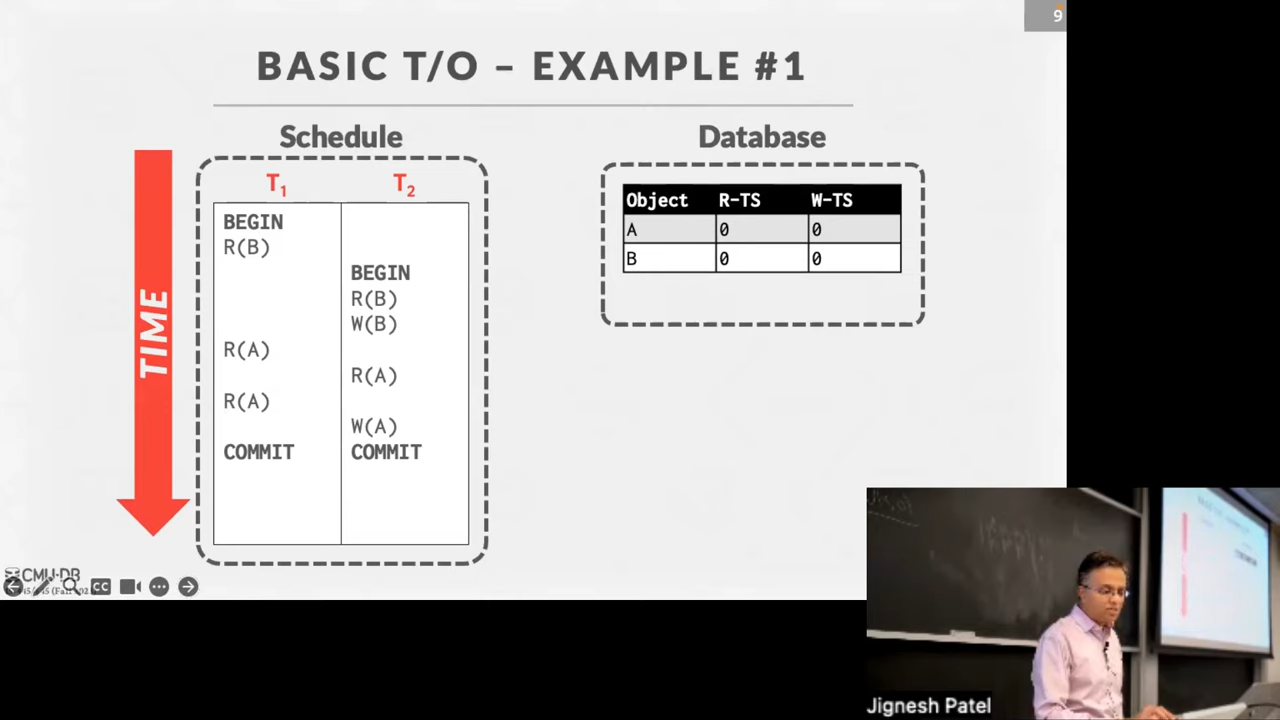 9
BASIC T/O – EXAMPLE #1
Schedule
Database
TIME
T1 T2
BEGIN
R(B)
BEGIN
R(B)
W(B)
R(A)
R(A)
R(A)
W(A)
COMMIT COMMIT
Object R-TS W-TS
A 0 0
B 0 0
CMU·DB
CC
Jignesh Patel